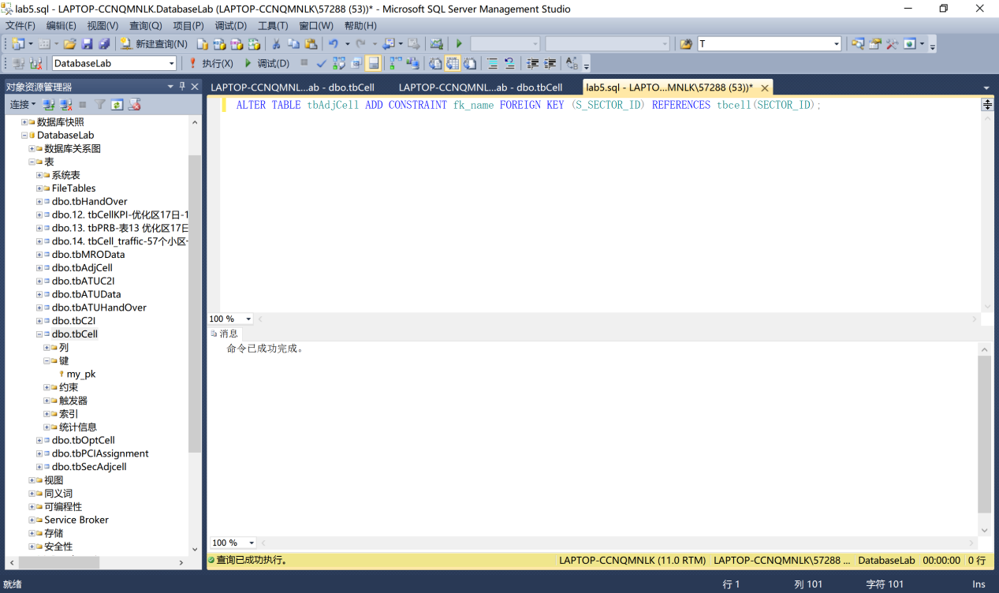 lab5.sql - LAPTOP-CCNQMNLK.DatabaseLab (LAPTOP-CCNQMNLK\57288 (53))* - Microsoft SQL Server Management Studio
文件(F) 编辑(E) 视图(V) 查询(Q) 项目(P) 调试(D) 工具(T) 窗口(W) 帮助(H)
新建查询(N) T
DatabaseLab 执行(X) 调试(D)
对象资源管理器
连接
数据库快照
DatabaseLab
数据库关系图
表
系统表
FileTables
dbo.tbHandOver
dbo.12. tbCellKPI-优化区17日-1
dbo.13. tbPRB-表13 优化区17日
dbo.14. tbCell_traffic-57个小区-
dbo.tbMROData
dbo.tbAdjCell
dbo.tbATUC2I
dbo.tbATUData
dbo.tbATUHandOver
dbo.tbC2I
dbo.tbCell
列
键
my_pk
约束
触发器
索引
统计信息
dbo.tbOptCell
dbo.tbPCIAssignment
dbo.tbSecAdjcell
视图
同义词
可编程性
Service Broker
存储
安全性
LAPTOP-CCNQMNL...ab - dbo.tbCell LAPTOP-CCNQMNL...ab - dbo.tbCell lab5.sql - LAPTO...MNLK\57288 (53))*
ALTER TABLE tbAdjCell ADD CONSTRAINT fk_name FOREIGN KEY (S_SECTOR_ID) REFERENCES tbcell(SECTOR_ID);
100 %
消息
命令已成功完成。
100 %
查询已成功执行。 LAPTOP-CCNQMNLK (11.0 RTM) LAPTOP-CCNQMNLK\57288 ... DatabaseLab 00:00:00 0 行
就绪 行 1 列 101 字符 101 Ins